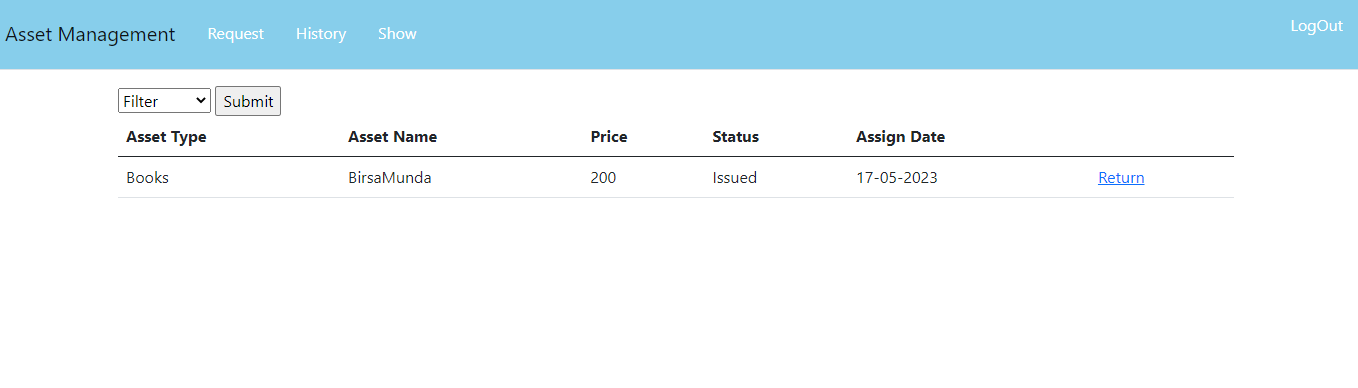 Asset Management Request History Show LogOut
Filter Submit
Asset Type Asset Name Price Status Assign Date
Books BirsaMunda 200 Issued 17-05-2023 Return